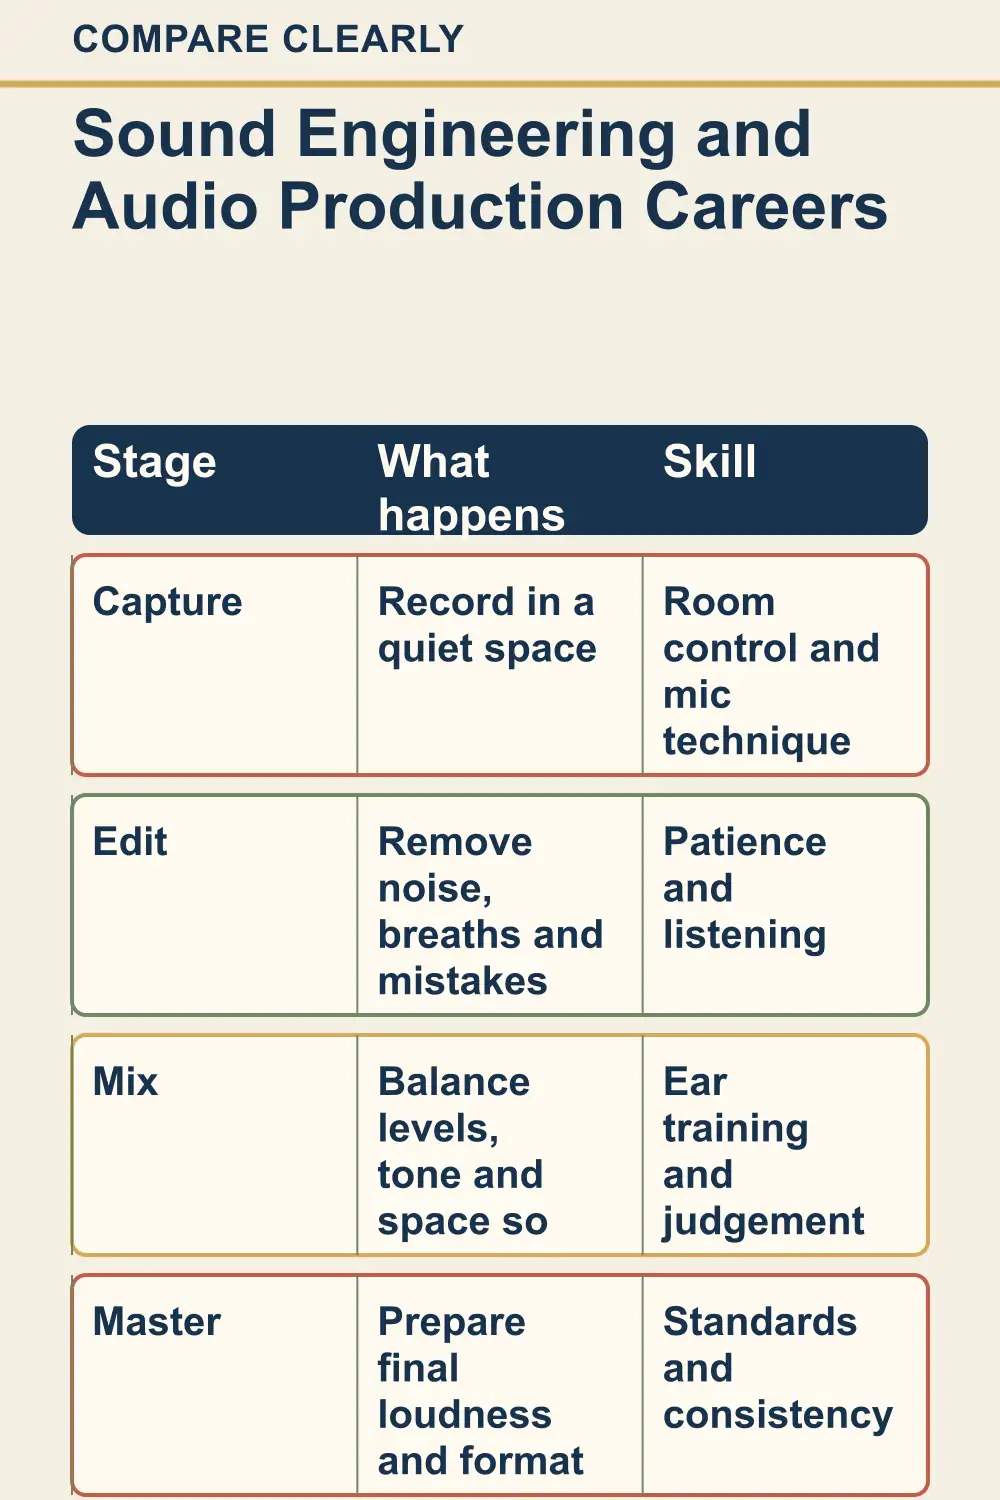 COMPARE CLEARLY
Sound Engineering and
Audio Production Careers
Stage
What
happens
Skill
Capture
Record in a
quiet space
Room
control and
mic
technique
Edit
Remove
noise,
breaths and
mistakes
Patience
and
listening
Mix
Balance
levels,
tone and
space so
Ear
training
and
judgement
Master
Prepare
final
loudness
and format
Standards
and
consistency